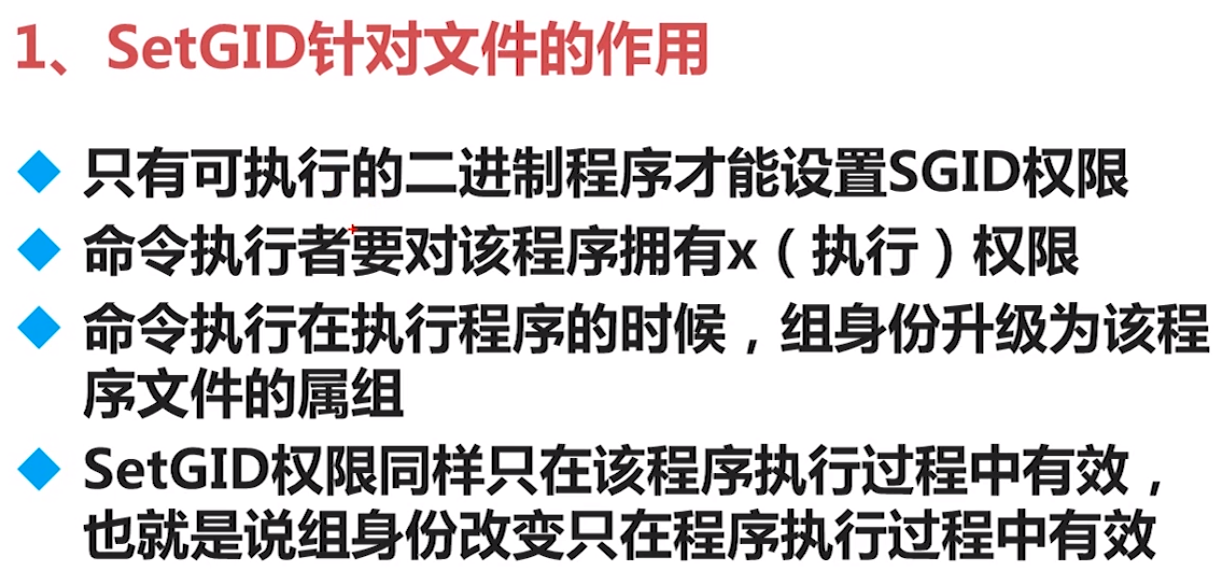 1、SetGID针对文件的作用
只有可执行的二进制程序才能设置SGID权限
命令执行者要对该程序拥有x（执行）权限
命令执行在执行程序的时候，组身份升级为该程
序文件的属组
SetGID权限同样只在该程序执行过程中有效，
也就是说组身份改变只在程序执行过程中有效